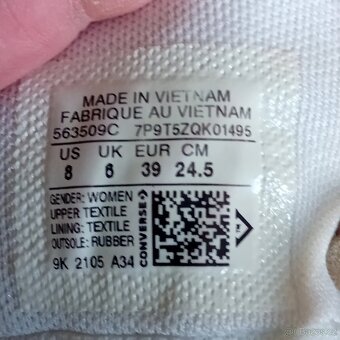 MADE IN VIETNAM
FABRIQUE AU VIETNAM
563509C 7P9T5ZQK01495
US UK EUR CM
8 6 39 24.5
GENDER: WOMEN
UPPER: TEXTILE
LINING: TEXTILE
OUTSOLE: RUBBER
CONVERSE
9K 2105 A34